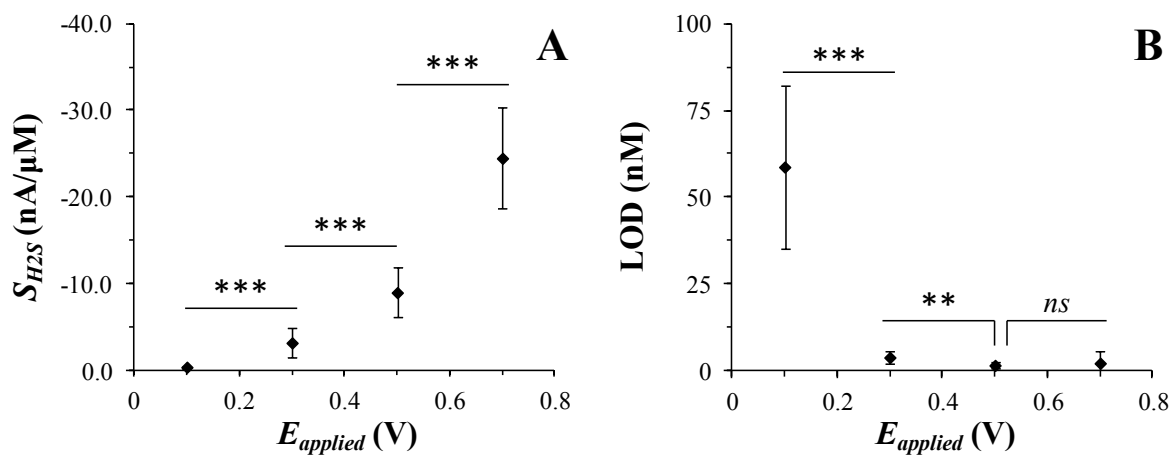 A
-40.0
***
-30.0
***
-20.0
***
-10.0
0.0
S_H2S (nA/µM)
0 0.2 0.4 0.6 0.8
E_applied (V)
B
100
***
75
50
25
**
ns
0
LOD (nM)
0 0.2 0.4 0.6 0.8
E_applied (V)